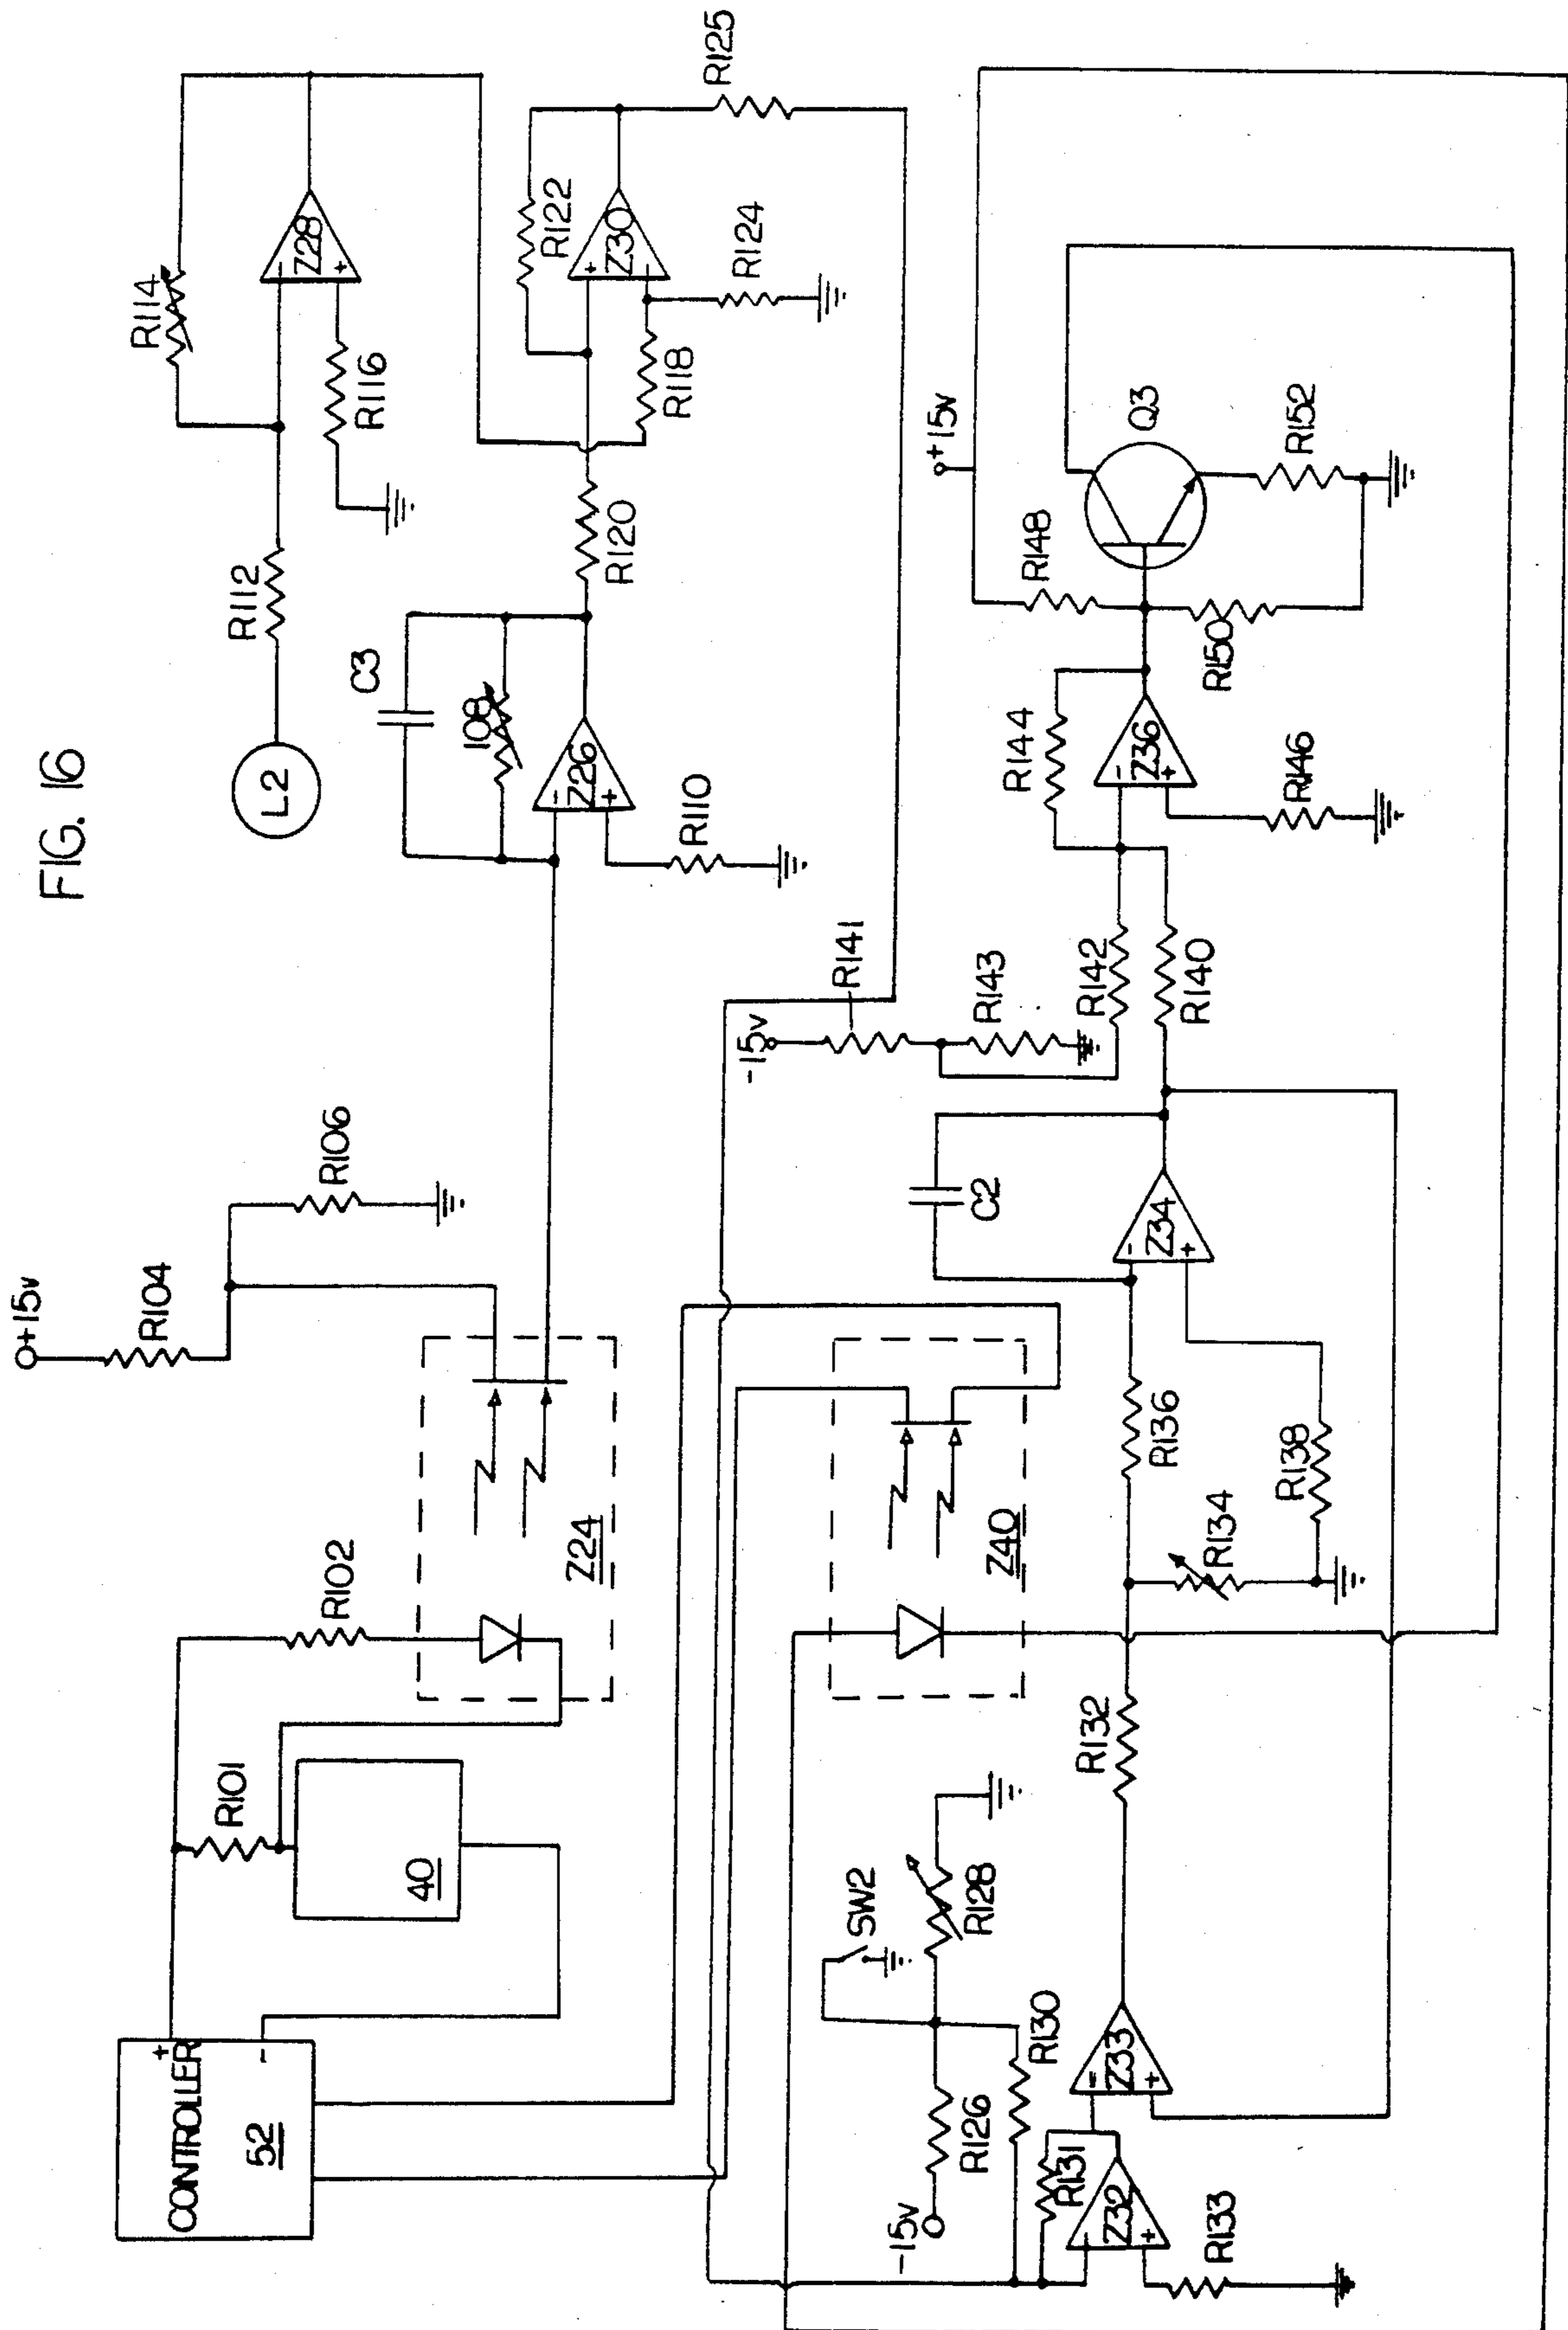 FIG. 16
+15v
R104
R106
R102
R101
CONTROLLER
+
-
52
40
Z24
L2
R112
R114
-
Z28
+
R116
C3
108
-
Z26
+
R110
R120
R122
+
Z30
-
R118
R124
R125
-15v
R141
R143
R142
R140
Z40
SW2
R126
R128
-15v
R130
R131
-
Z32
+
R133
-
Z33
+
R132
R134
R136
R138
C2
-
Z34
+
R144
-
Z36
+
R146
+15v
R148
R150
Q3
R152